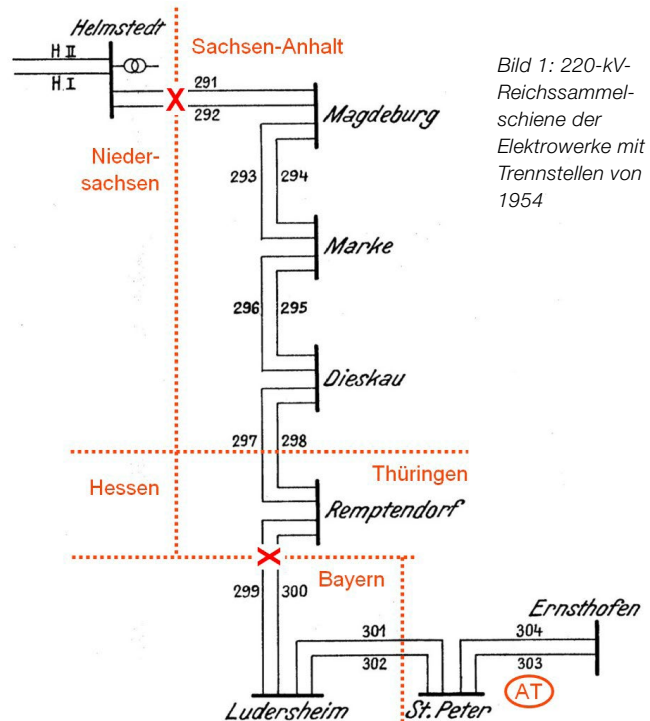 Helmstedt
H II
H I
Sachsen-Anhalt
291
292
Magdeburg
Bild 1: 220-kV-
Reichssammel-
schiene der
Elektrowerke mit
Trennstellen von
1954
Nieder-
sachsen
293
294
Marke
296
295
Dieskau
297
298
Hessen
Thüringen
Remptendorf
Bayern
299
300
301
302
304
303
Ernsthofen
AT
Ludersheim
St. Peter